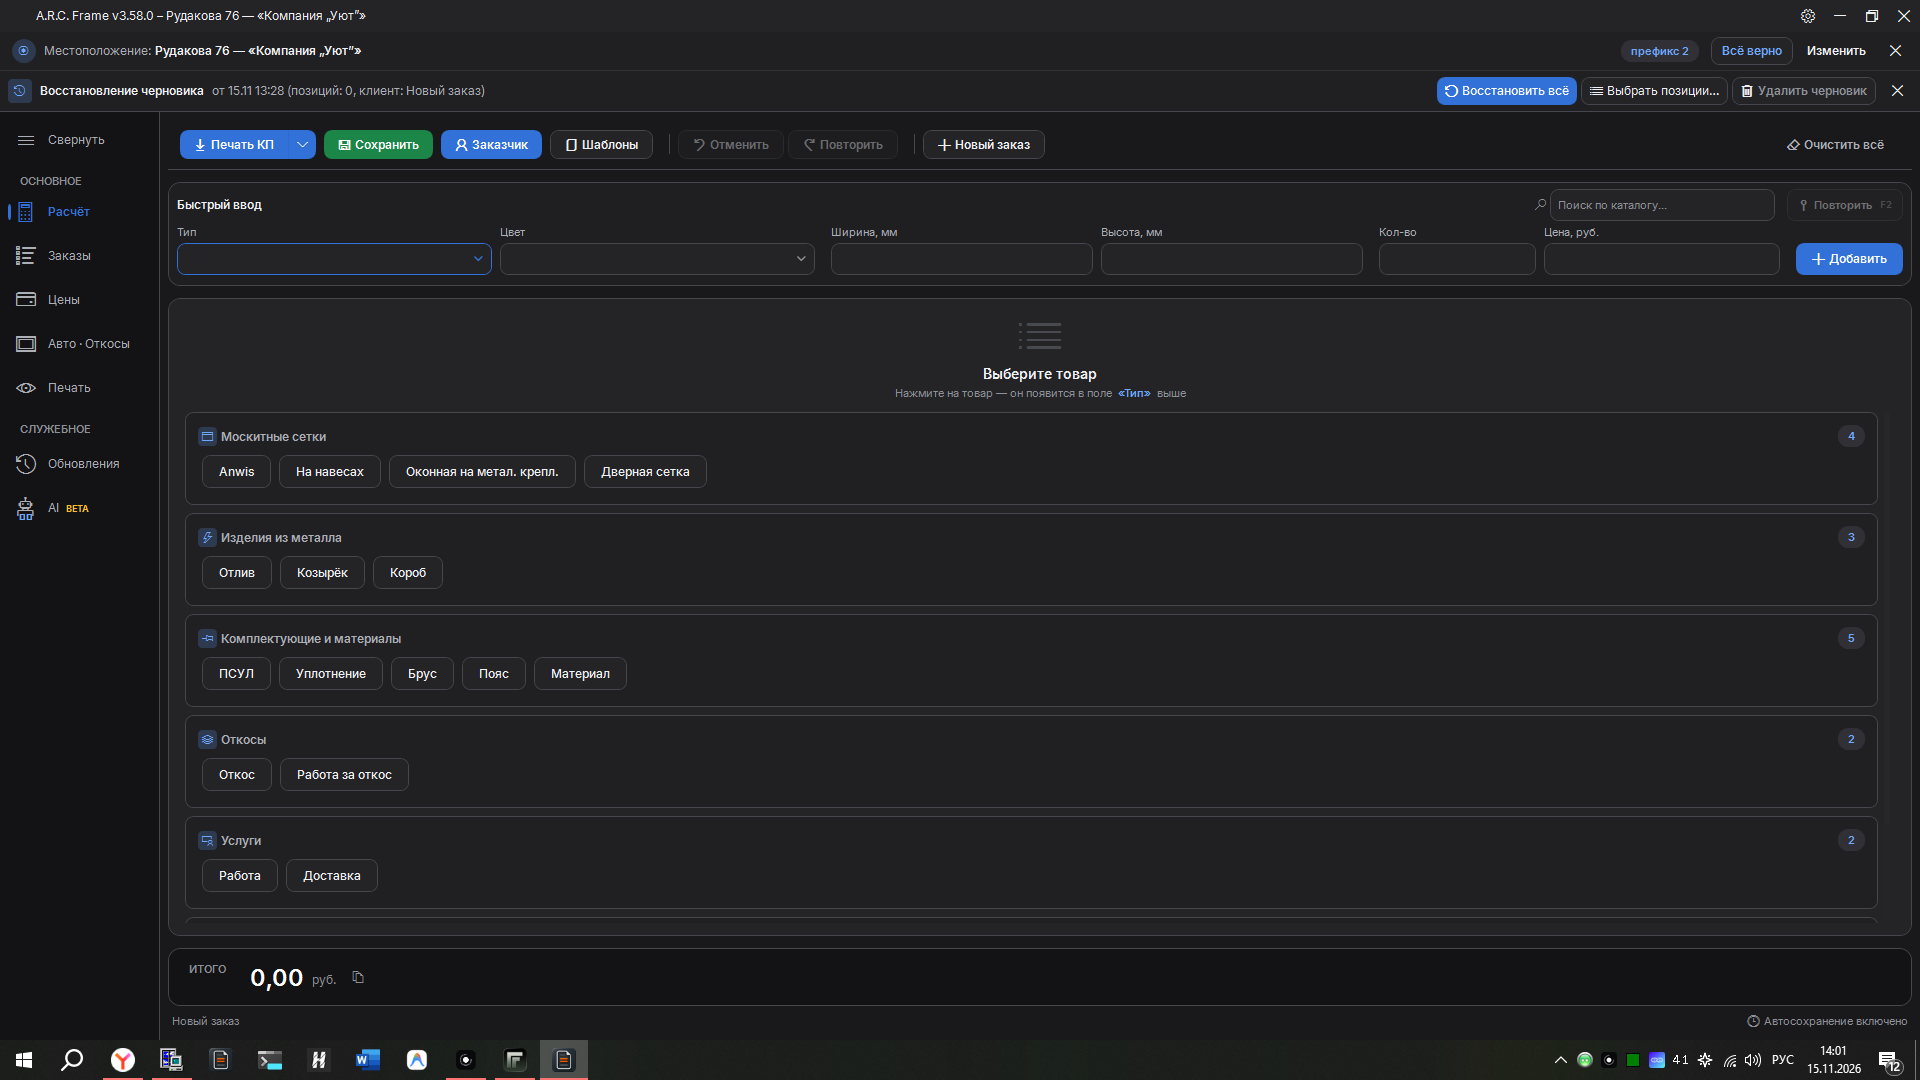 A.R.C. Frame v3.58.0 – Рудакова 76 — «Компания „Уют"»
Местоположение: Рудакова 76 — «Компания „Уют"»
префикс 2
Всё верно
Изменить
Восстановление черновика от 15.11 13:28 (позиций: 0, клиент: Новый заказ)
Восстановить всё
Выбрать позиции...
Удалить черновик
Свернуть
ОСНОВНОЕ
Расчёт
Заказы
Цены
Авто · Откосы
Печать
СЛУЖЕБНОЕ
Обновления
AI BETA
Печать КП
Сохранить
Заказчик
Шаблоны
Отменить
Повторить
Новый заказ
Очистить всё
Быстрый ввод
Поиск по каталогу...
Повторить F2
Тип
Цвет
Ширина, мм
Высота, мм
Кол-во
Цена, руб.
Добавить
Выберите товар
Нажмите на товар — он появится в поле «Тип» выше
Москитные сетки
4
Anwis
На навесах
Оконная на метал. крепл.
Дверная сетка
Изделия из металла
3
Отлив
Козырёк
Короб
Комплектующие и материалы
5
ПСУЛ
Уплотнение
Брус
Пояс
Материал
Откосы
2
Откос
Работа за откос
Услуги
2
Работа
Доставка
ИТОГО
0,00 руб.
Новый заказ
Автосохранение включено
41
РУС
14:01
15.11.2026
12